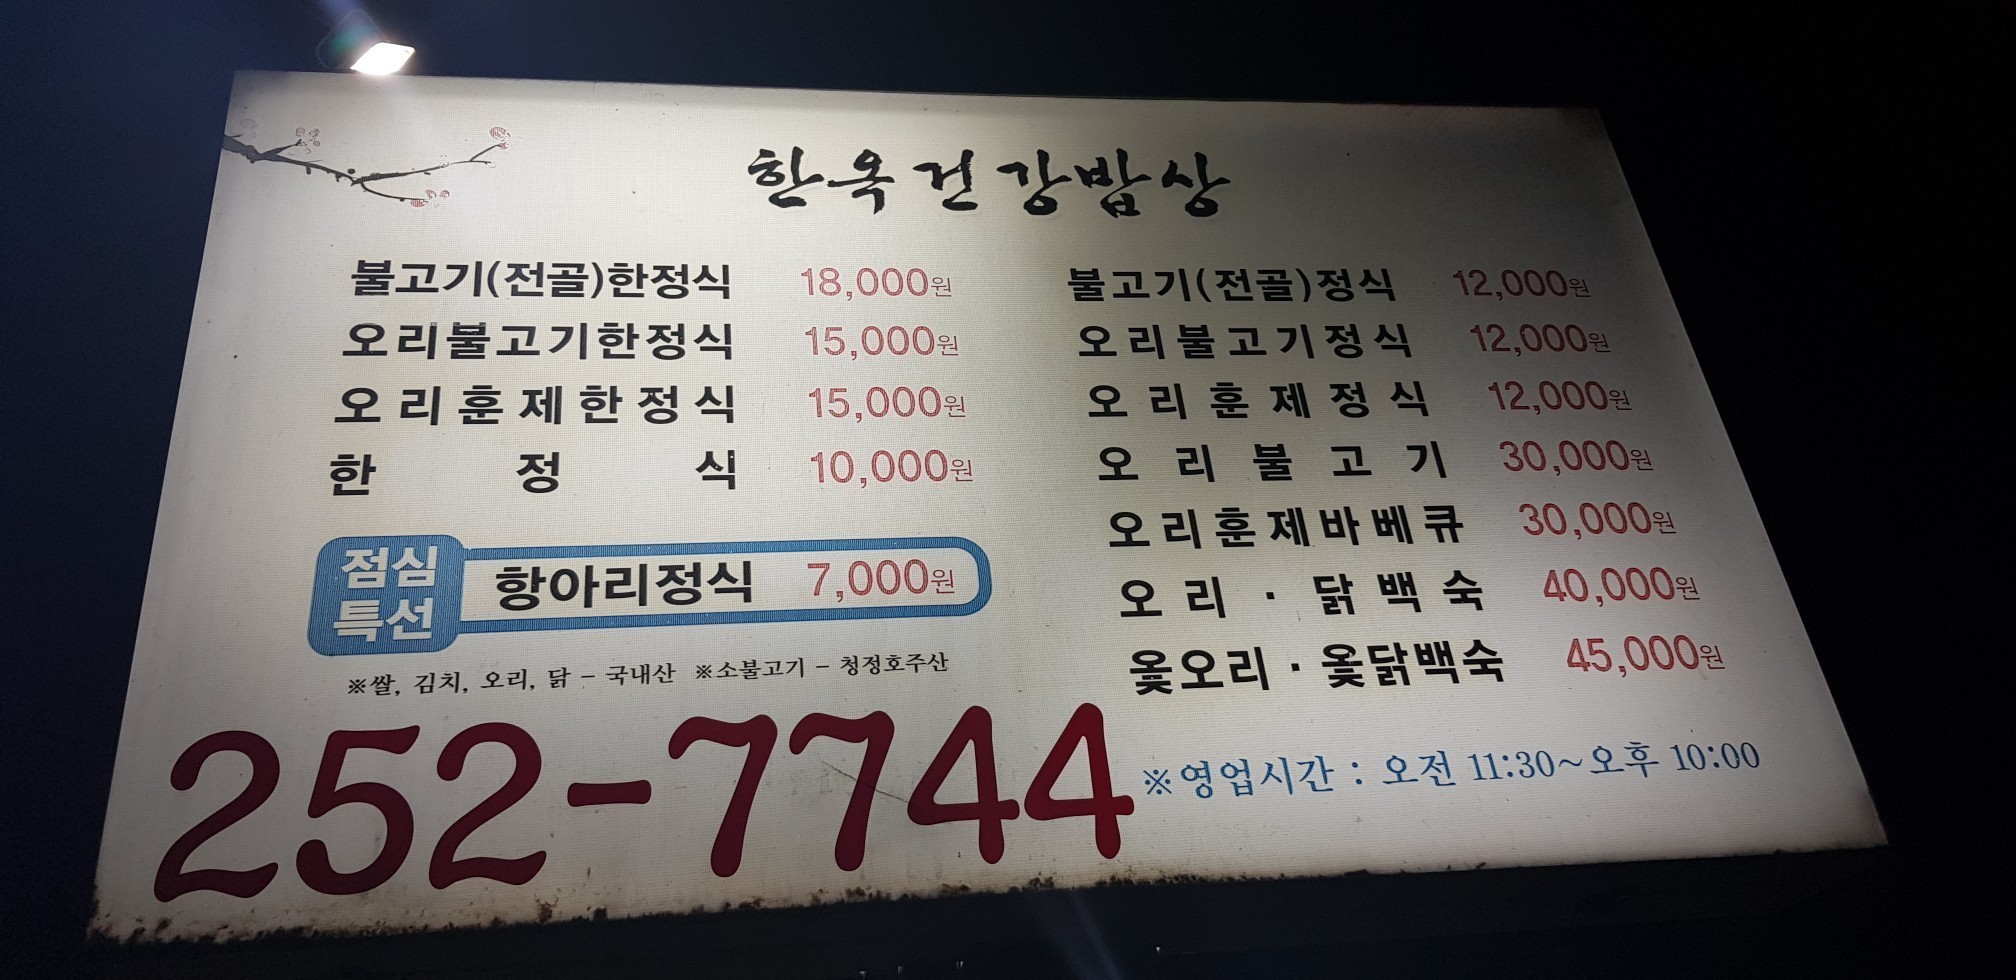 한옥건강밥상
불고기(전골)한정식 18,000원
오리불고기한정식 15,000원
오리훈제한정식 15,000원
한정식 10,000원
점심
특선
항아리정식 7,000원
※쌀, 김치, 오리, 닭 - 국내산 ※소불고기 - 청정호주산
불고기(전골)정식 12,000원
오리불고기정식 12,000원
오리훈제정식 12,000원
오리불고기 30,000원
오리훈제바베큐 30,000원
오리 · 닭백숙 40,000원
옻오리 · 옻닭백숙 45,000원
252-7744
※영업시간 : 오전 11:30~오후 10:00